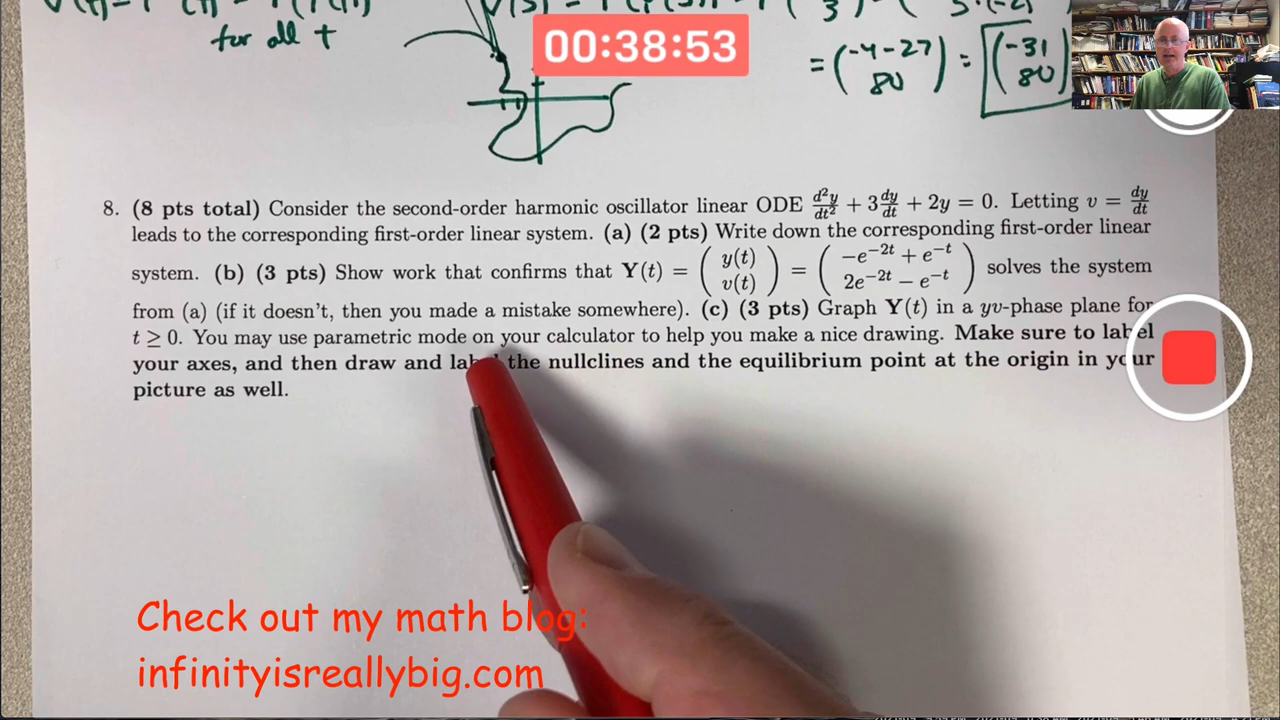 for all t
00:38:53
= (-4-27
80) = (-31
80)
8. (8 pts total) Consider the second-order harmonic oscillator linear ODE d²y/dt² + 3dy/dt + 2y = 0. Letting v = dy/dt
leads to the corresponding first-order linear system. (a) (2 pts) Write down the corresponding first-order linear
system. (b) (3 pts) Show work that confirms that Y(t) = ( y(t)
v(t) ) = ( −e^{−2t} + e^{−t}
2e^{−2t} − e^{−t} ) solves the system
from (a) (if it doesn't, then you made a mistake somewhere). (c) (3 pts) Graph Y(t) in a yv-phase plane for
t ≥ 0. You may use parametric mode on your calculator to help you make a nice drawing. Make sure to label
your axes, and then draw and label the nullclines and the equilibrium point at the origin in your
picture as well.
Check out my math blog:
infinityisreallybig.com